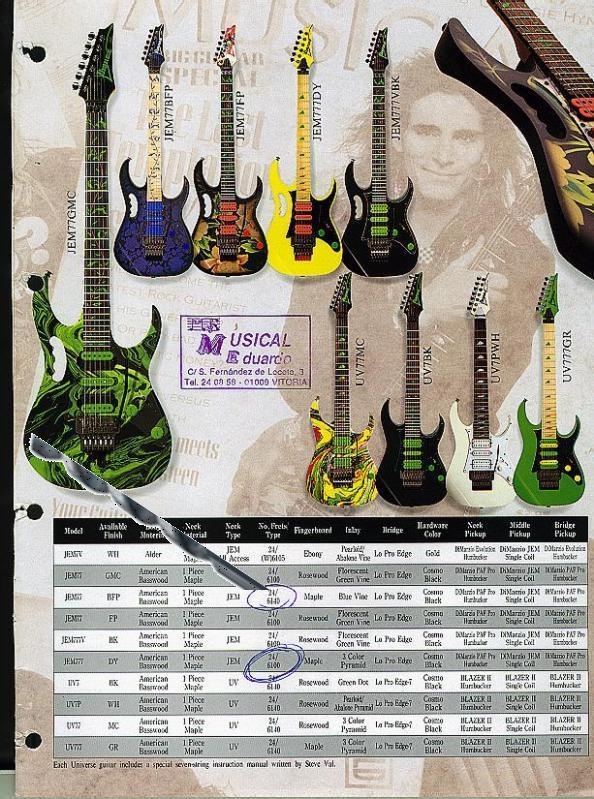 JEM77GMC
JEM77BFP
JEM77FP
JEM777DY
JEM777VBK
UV77MC
UV7BK
UV7PWH
UV777GR
MÚSICAL
Eduardo
C/ S. Fernández de Leceta, 3
Tel. 24 09 58 - 01009 VITORIA
SPECIAL
Model Available Finish Body Material Neck Material Neck Type No. Frets/ Type Fingerboard Inlay Bridge Hardware Color Neck Pickup Middle Pickup Bridge Pickup
JEM7V WH Alder 1 Piece Maple JEM All Access 24/ (W)6105 Ebony Pearloid/ Abalone Vine Lo Pro Edge Gold DiMarzio Evolution Humbucker DiMarzio JEM Single Coil DiMarzio Evolution Humbucker
JEM77 GMC American Basswood 1 Piece Maple JEM 24/ 6100 Rosewood Florescent Green Vine Lo Pro Edge Cosmo Black DiMarzio PAF Pro Humbucker DiMarzio JEM Single Coil DiMarzio PAF Pro Humbucker
JEM77 BFP American Basswood 1 Piece Maple JEM 24/ 6140 Maple Blue Vine Lo Pro Edge Cosmo Black DiMarzio PAF Pro Humbucker DiMarzio JEM Single Coil DiMarzio PAF Pro Humbucker
JEM77 FP American Basswood 1 Piece Maple JEM 24/ 6100 Rosewood Florescent Green Vine Lo Pro Edge Cosmo Black DiMarzio PAF Pro Humbucker DiMarzio JEM Single Coil DiMarzio PAF Pro Humbucker
JEM777V BK American Basswood 1 Piece Maple JEM 24/ 6100 Rosewood Florescent Green Vine Lo Pro Edge Cosmo Black DiMarzio PAF Pro Humbucker DiMarzio JEM Single Coil DiMarzio PAF Pro Humbucker
JEM777 DY American Basswood 1 Piece Maple JEM 24/ 6100 Maple 3 Color Pyramid Lo Pro Edge Cosmo Black DiMarzio PAF Pro Humbucker DiMarzio JEM Single Coil DiMarzio PAF Pro Humbucker
UV7 BK American Basswood 1 Piece Maple UV 24/ 6140 Rosewood Green Dot Lo Pro Edge-7 Cosmo Black BLAZER II Humbucker BLAZER II Single Coil BLAZER II Humbucker
UV7P WH American Basswood 1 Piece Maple UV 24/ 6140 Rosewood Pearloid/ Abalone Pyramid Lo Pro Edge-7 Cosmo Black BLAZER II Humbucker BLAZER II Single Coil BLAZER II Humbucker
UV77 MC American Basswood 1 Piece Maple UV 24/ 6140 Rosewood 3 Color Pyramid Lo Pro Edge-7 Cosmo Black BLAZER II Humbucker BLAZER II Single Coil BLAZER II Humbucker
UV777 GR American Basswood 1 Piece Maple UV 24/ 6140 Maple 3 Color Pyramid Lo Pro Edge-7 Cosmo Black BLAZER II Humbucker BLAZER II Single Coil BLAZER II Humbucker
Each Universe guitar includes a special seven-string instruction manual written by Steve Vai.